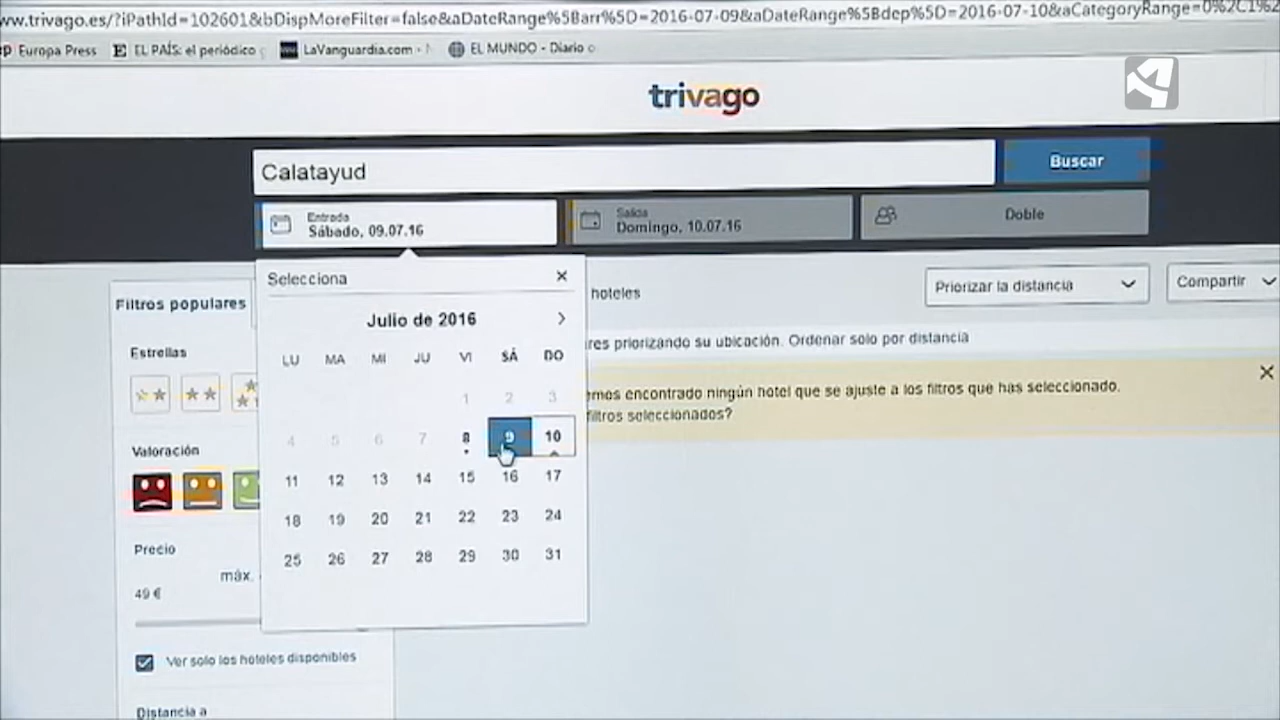 ww.trivago.es/?iPathId=102601&bDispMoreFilter=false&aDateRange%5Barr%5D=2016-07-09&aDateRange%5Bdep%5D=2016-07-10&aCategoryRange=0%2C1%2
Europa Press EL PAÍS: el periódico LaVanguardia.com - EL MUNDO - Diario
trivago
Calatayud
Buscar
Entrada
Sábado, 09.07.16
Salida
Domingo, 10.07.16
Doble
Selecciona
Julio de 2016
LU MA MI JU VI SÁ DO
1 2 3
4 5 6 7 8 9 10
11 12 13 14 15 16 17
18 19 20 21 22 23 24
25 26 27 28 29 30 31
hoteles
Priorizar la distancia
Compartir
res priorizando su ubicación. Ordenar solo por distancia
emos encontrado ningún hotel que se ajuste a los filtros que has seleccionado.
filtros seleccionados?
Filtros populares
Estrellas
Valoración
Precio
máx.
49 €
Ver solo los hoteles disponibles
Distancia a